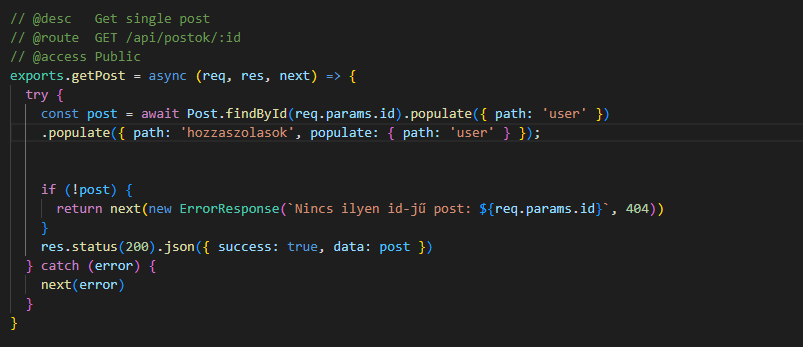 // @desc   Get single post
// @route  GET /api/postok/:id
// @access Public
exports.getPost = async (req, res, next) => {
  try {
    const post = await Post.findById(req.params.id).populate({ path: 'user' })
    .populate({ path: 'hozzaszolasok', populate: { path: 'user' } });
    if (!post) {
      return next(new ErrorResponse(`Nincs ilyen id-jű post: ${req.params.id}`, 404))
    }
    res.status(200).json({ success: true, data: post })
  } catch (error) {
    next(error)
  }
}